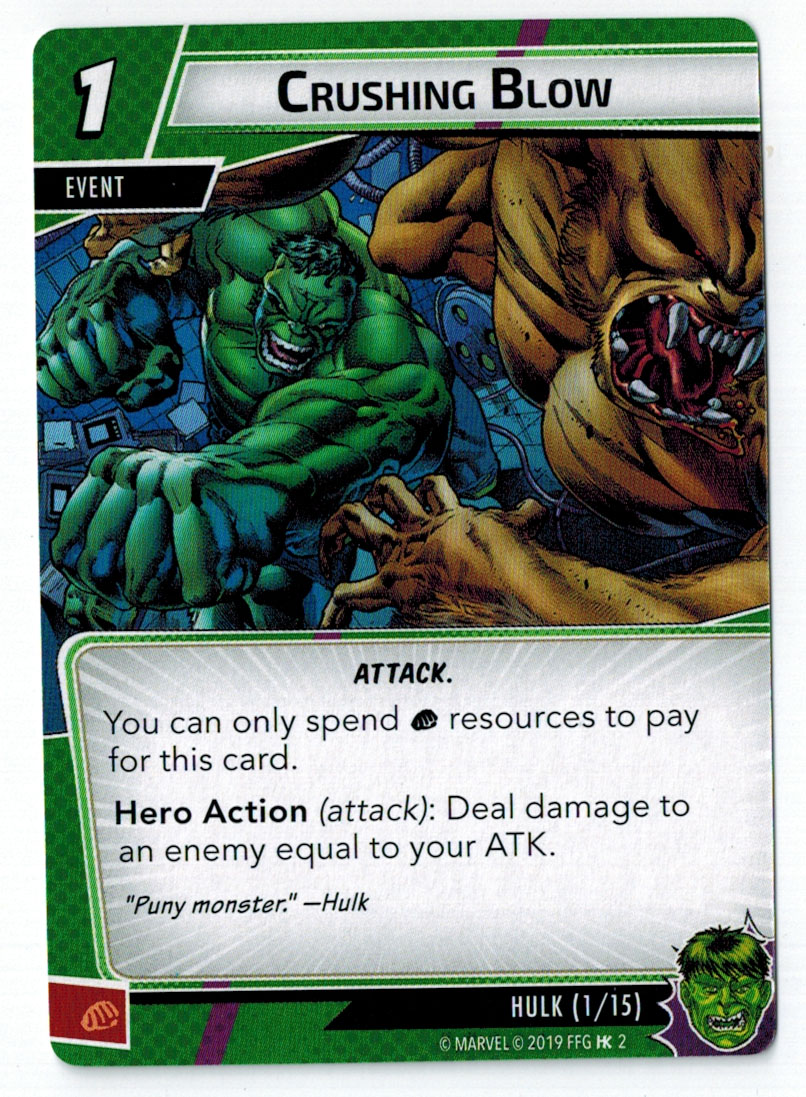 1
CRUSHING BLOW
EVENT
ATTACK.
You can only spend resources to pay
for this card.
Hero Action (attack): Deal damage to
an enemy equal to your ATK.
"Puny monster." —Hulk
HULK (1/15)
© MARVEL © 2019 FFG HK 2